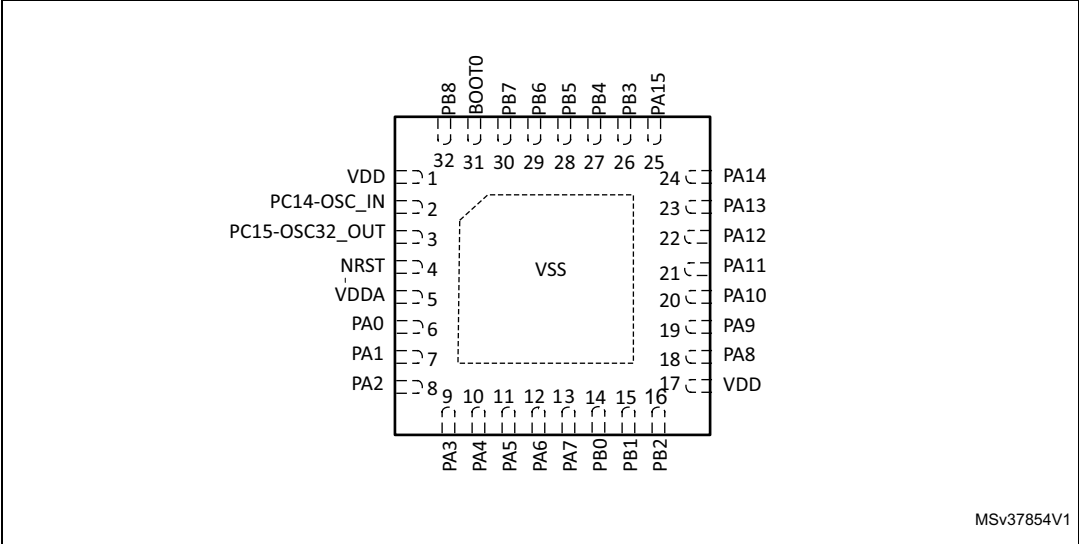 PB8
BOOT0
PB7
PB6
PB5
PB4
PB3
PA15
32 31 30 29 28 27 26 25
VDD 1
PC14-OSC_IN 2
PC15-OSC32_OUT 3
NRST 4
VDDA 5
PA0 6
PA1 7
PA2 8
VSS
24 PA14
23 PA13
22 PA12
21 PA11
20 PA10
19 PA9
18 PA8
17 VDD
9 10 11 12 13 14 15 16
PA3
PA4
PA5
PA6
PA7
PB0
PB1
PB2
MSv37854V1